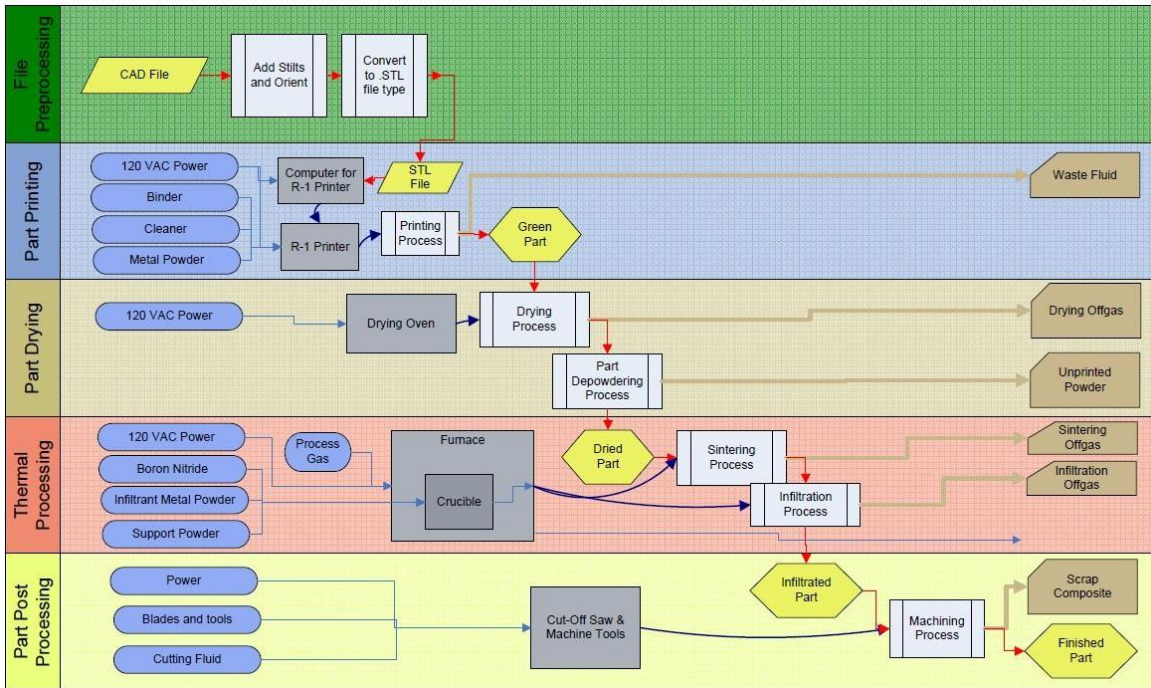 File
Preprocessing
CAD File
Add Stilts
and Orient
Convert
to .STL
file type
Part Printing
120 VAC Power
Binder
Cleaner
Metal Powder
Computer for
R-1 Printer
R-1 Printer
STL
File
Printing
Process
Green
Part
Waste Fluid
Part Drying
120 VAC Power
Drying Oven
Drying
Process
Part
Depowdering
Process
Drying Offgas
Unprinted
Powder
Thermal
Processing
120 VAC Power
Boron Nitride
Infiltrant Metal Powder
Support Powder
Process
Gas
Furnace
Crucible
Dried
Part
Sintering
Process
Infiltration
Process
Sintering
Offgas
Infiltration
Offgas
Part Post
Processing
Power
Blades and tools
Cutting Fluid
Cut-Off Saw &
Machine Tools
Infiltrated
Part
Machining
Process
Scrap
Composite
Finished
Part